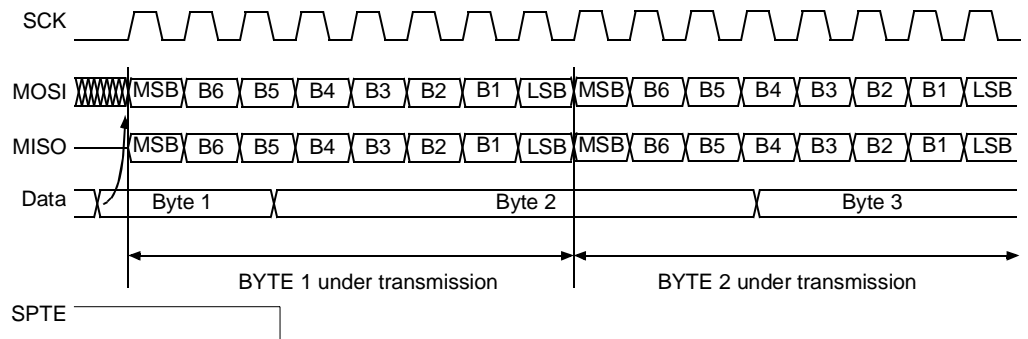 SCK
MOSI MSB B6 B5 B4 B3 B2 B1 LSB MSB B6 B5 B4 B3 B2 B1 LSB
MISO MSB B6 B5 B4 B3 B2 B1 LSB MSB B6 B5 B4 B3 B2 B1 LSB
Data Byte 1 Byte 2 Byte 3
BYTE 1 under transmission BYTE 2 under transmission
SPTE